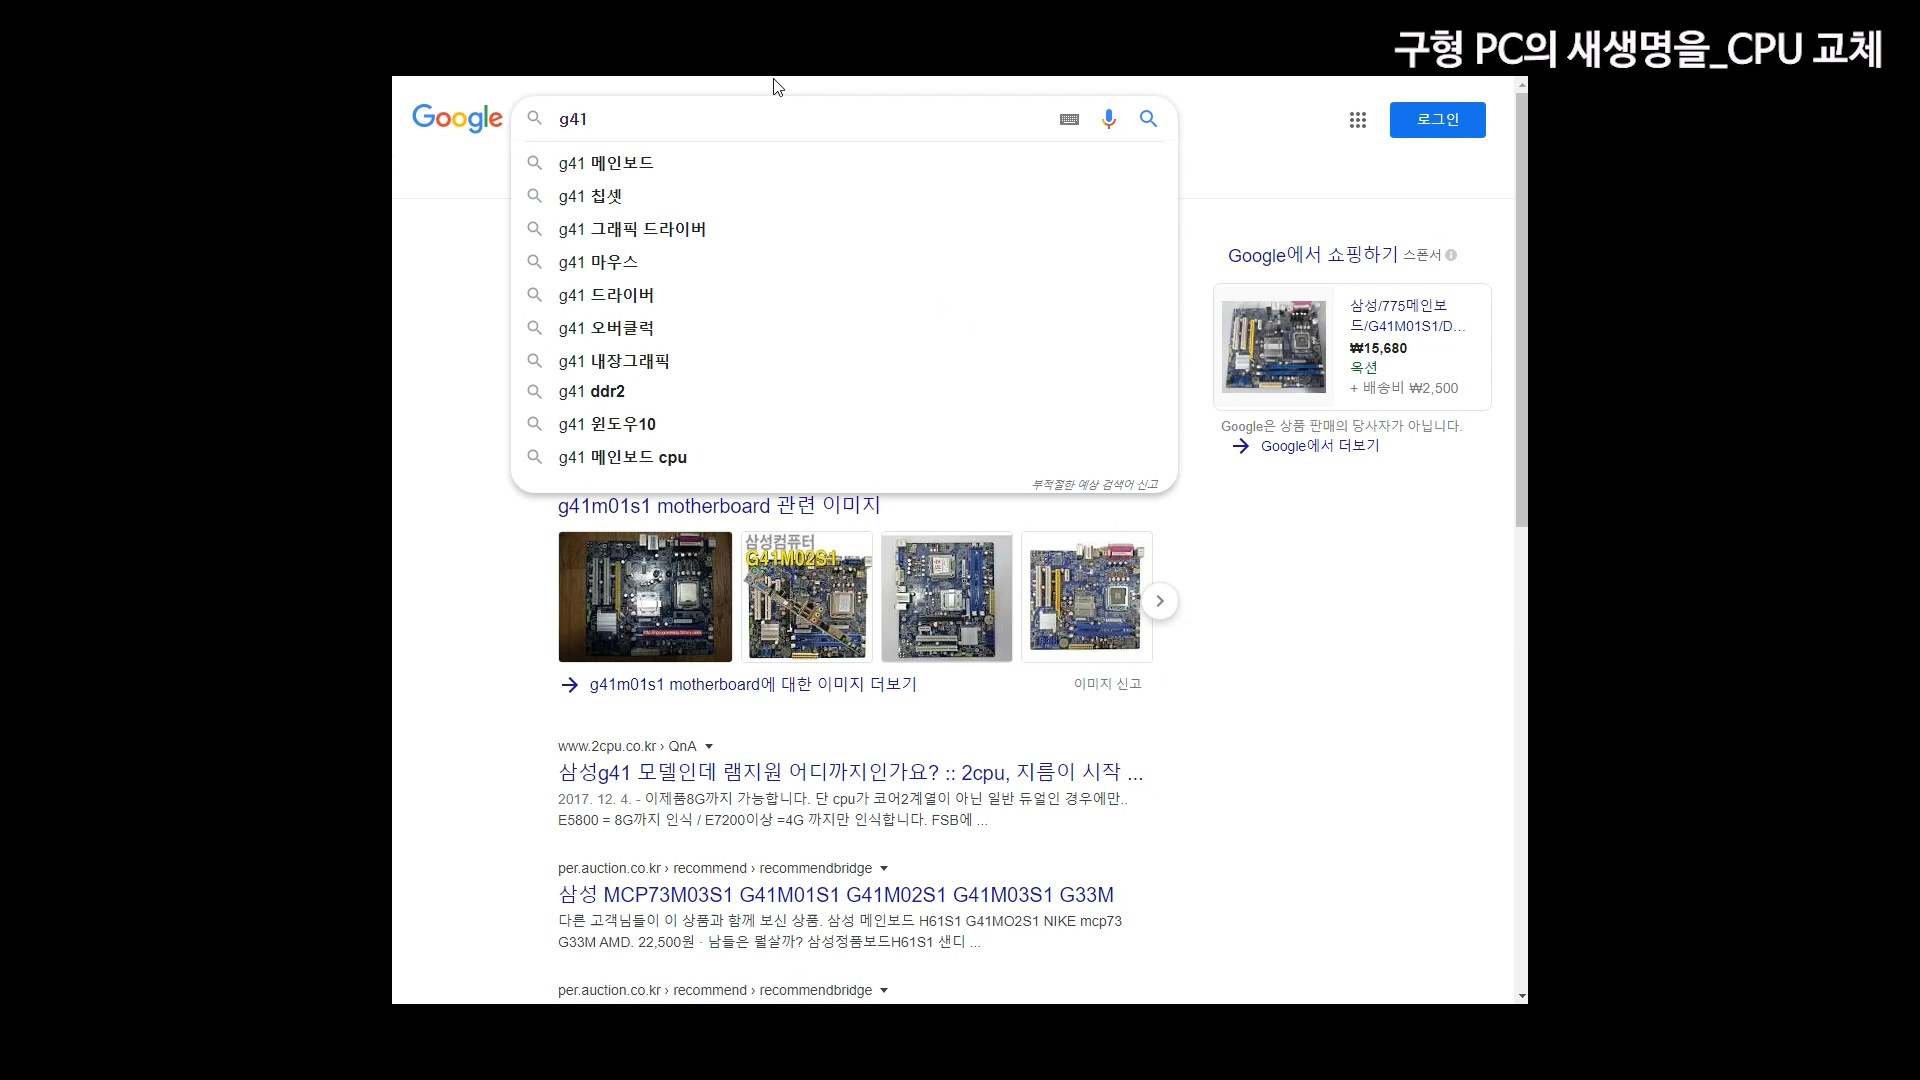 구형 PC의 새생명을_CPU 교체
Google
g41
로그인
g41 메인보드
g41 칩셋
g41 그래픽 드라이버
g41 마우스
g41 드라이버
g41 오버클럭
g41 내장그래픽
g41 ddr2
g41 윈도우10
g41 메인보드 cpu
부적절한 예상 검색어 신고
Google에서 쇼핑하기 스폰서
삼성/775메인보
드/G41M01S1/D...
₩15,680
옥션
+ 배송비 ₩2,500
Google은 상품 판매의 당사자가 아닙니다.
Google에서 더보기
g41m01s1 motherboard 관련 이미지
삼성컴퓨터
G41M02S1
g41m01s1 motherboard에 대한 이미지 더보기
이미지 신고
www.2cpu.co.kr › QnA
삼성g41 모델인데 램지원 어디까지인가요? :: 2cpu, 지름이 시작 ...
2017. 12. 4. - 이제품8G까지 가능합니다. 단 cpu가 코어2계열이 아닌 일반 듀얼인 경우에만..
E5800 = 8G까지 인식 / E7200이상 =4G 까지만 인식합니다. FSB에 ...
per.auction.co.kr › recommend › recommendbridge
삼성 MCP73M03S1 G41M01S1 G41M02S1 G41M03S1 G33M
다른 고객님들이 이 상품과 함께 보신 상품. 삼성 메인보드 H61S1 G41MO2S1 NIKE mcp73
G33M AMD. 22,500원 · 남들은 뭘살까? 삼성정품보드H61S1 샌디 ...
per.auction.co.kr › recommend › recommendbridge